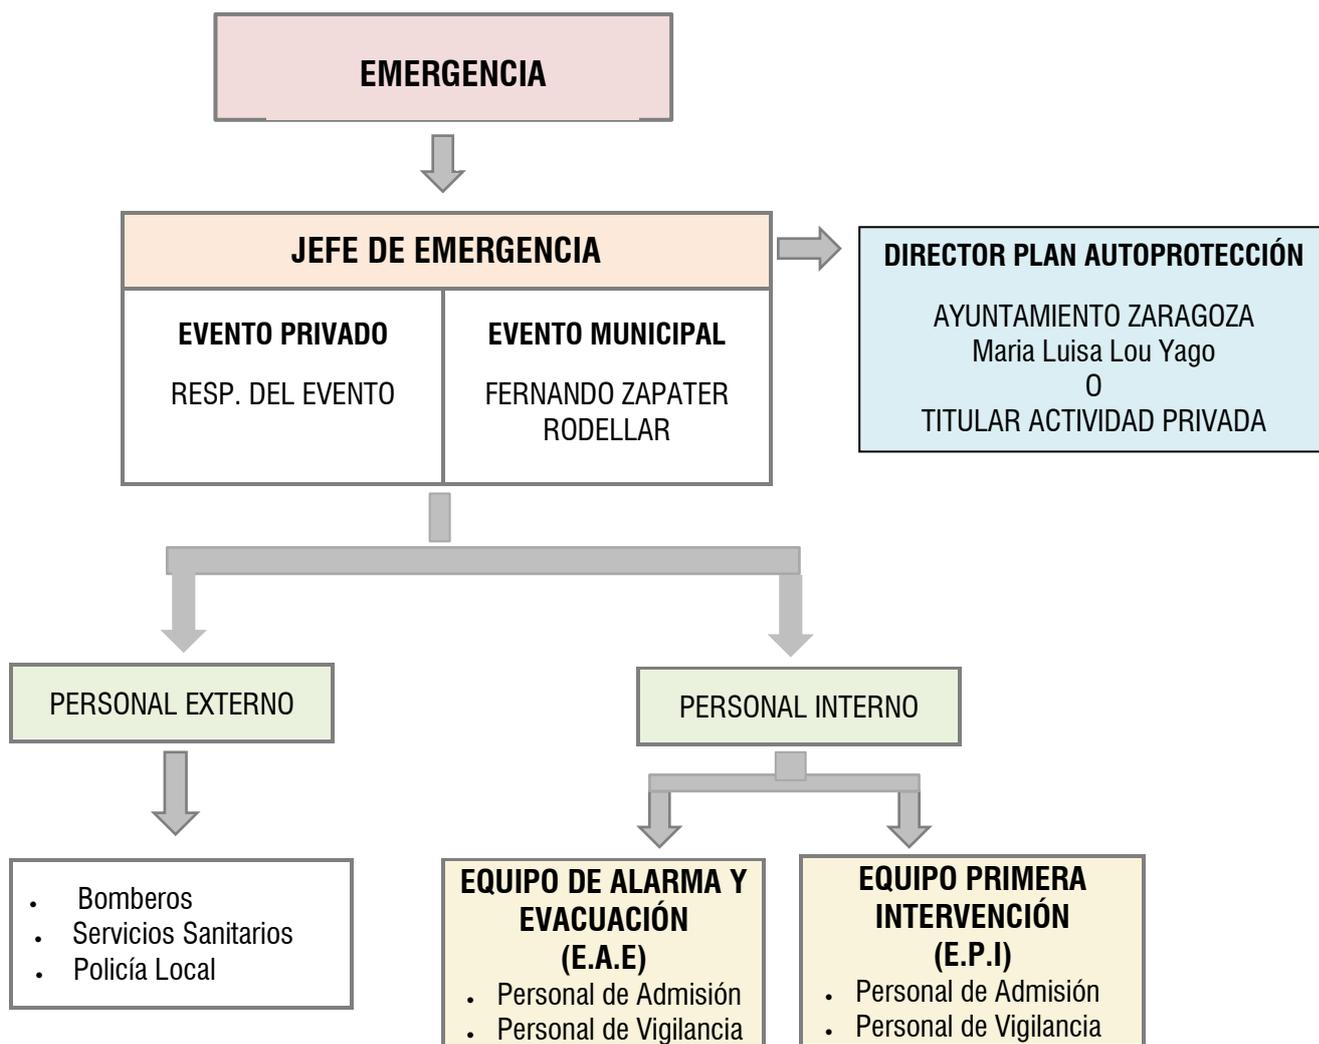 EMERGENCIA
JEFE DE EMERGENCIA
EVENTO PRIVADO
RESP. DEL EVENTO
EVENTO MUNICIPAL
FERNANDO ZAPATER
RODELLAR
DIRECTOR PLAN AUTOPROTECCIÓN
AYUNTAMIENTO ZARAGOZA
Maria Luisa Lou Yago
O
TITULAR ACTIVIDAD PRIVADA
PERSONAL EXTERNO
PERSONAL INTERNO
• Bomberos
• Servicios Sanitarios
• Policía Local
EQUIPO DE ALARMA Y
EVACUACIÓN
(E.A.E)
• Personal de Admisión
• Personal de Vigilancia
EQUIPO PRIMERA
INTERVENCIÓN
(E.P.I)
• Personal de Admisión
• Personal de Vigilancia